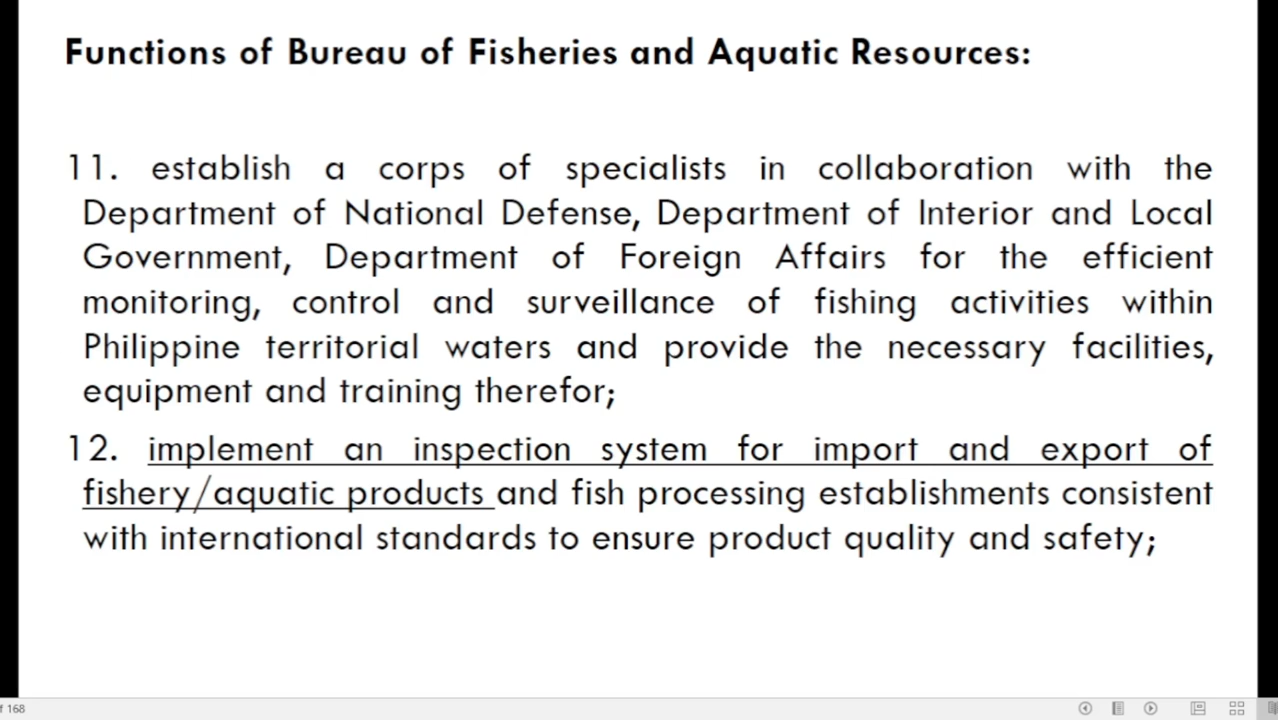 Functions of Bureau of Fisheries and Aquatic Resources:
11. establish a corps of specialists in collaboration with the
Department of National Defense, Department of Interior and Local
Government, Department of Foreign Affairs for the efficient
monitoring, control and surveillance of fishing activities within
Philippine territorial waters and provide the necessary facilities,
equipment and training therefor;
12. implement an inspection system for import and export of
fishery/aquatic products and fish processing establishments consistent
with international standards to ensure product quality and safety;
f 168